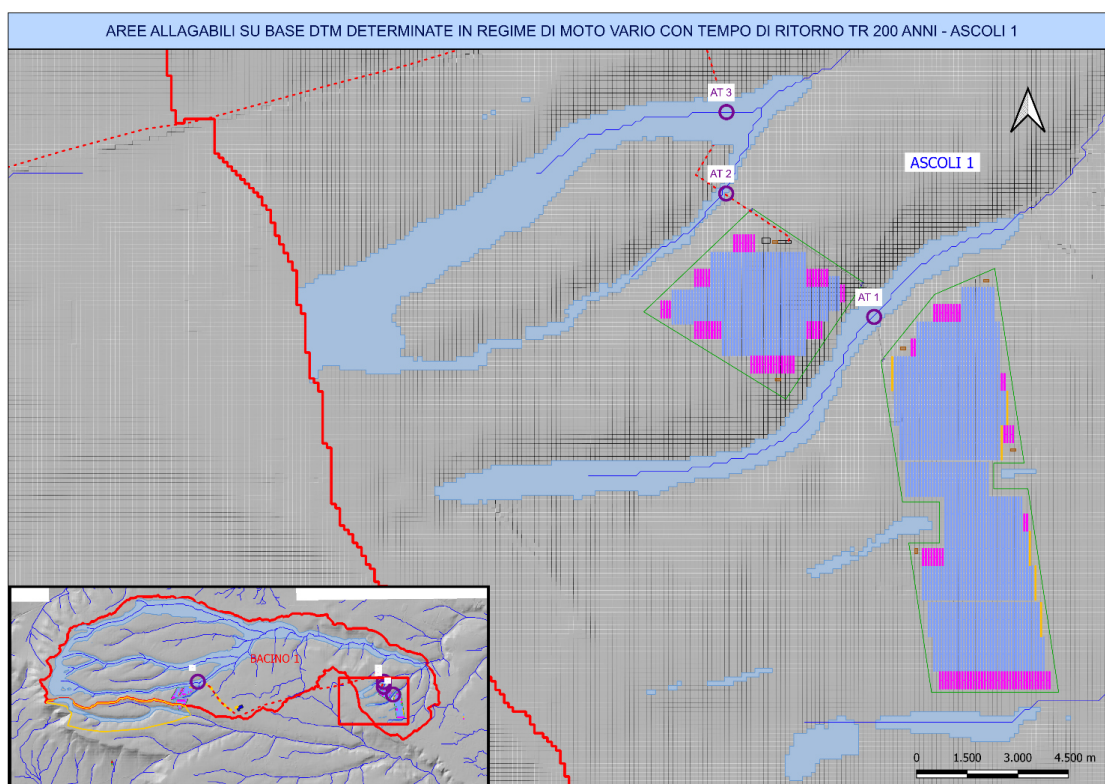 AREE ALLAGABILI SU BASE DTM DETERMINATE IN REGIME DI MOTO VARIO CON TEMPO DI RITORNO TR 200 ANNI - ASCOLI 1
AT 3
ASCOLI 1
AT 2
AT 1
BACINO 1
0 1.500 3.000 4.500 m